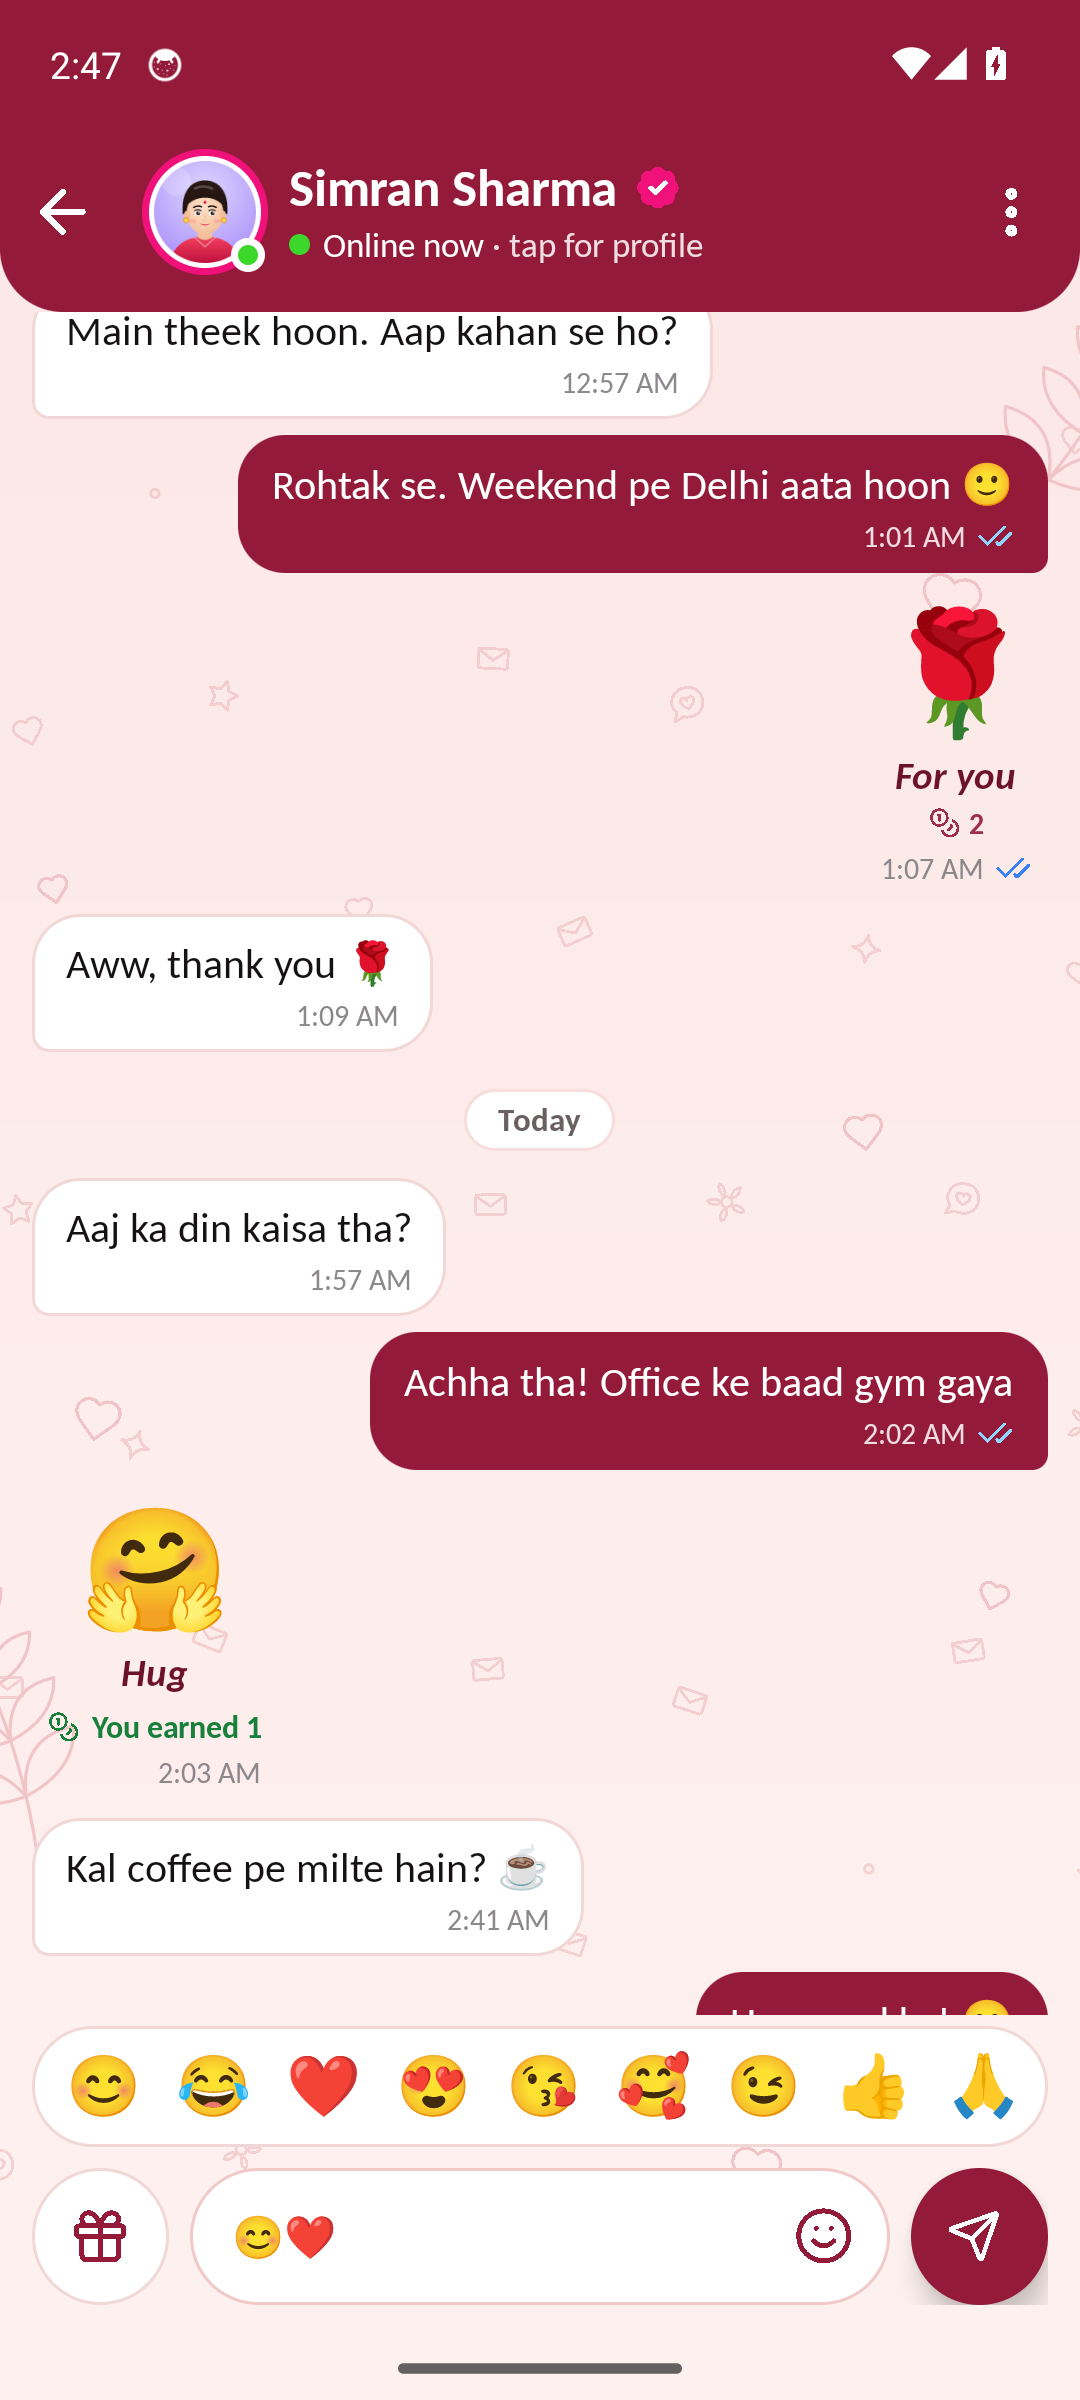 2:47
Simran Sharma
Online now · tap for profile
Main theek hoon. Aap kahan se ho?
12:57 AM
Rohtak se. Weekend pe Delhi aata hoon 🙂
1:01 AM
For you
2
1:07 AM
Aww, thank you 🌹
1:09 AM
Today
Aaj ka din kaisa tha?
1:57 AM
Achha tha! Office ke baad gym gaya
2:02 AM
Hug
You earned 1
2:03 AM
Kal coffee pe milte hain? ☕
2:41 AM
😊 😂 ❤️ 😍 😘 🥰 😉 👍 🙏
😊❤️